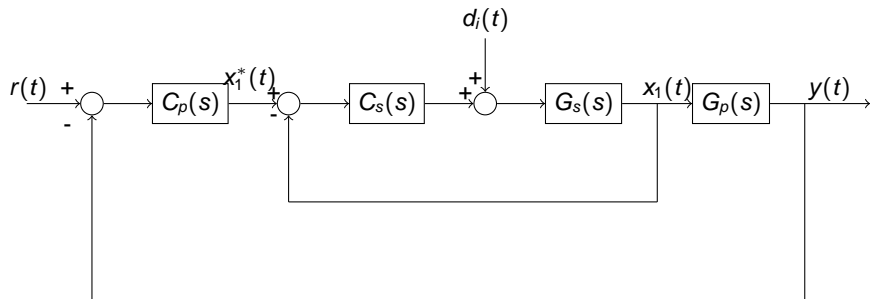 d_i(t)
r(t) + - C_p(s) x_1^*(t) + - C_s(s) + + G_s(s) x_1(t) G_p(s) y(t)